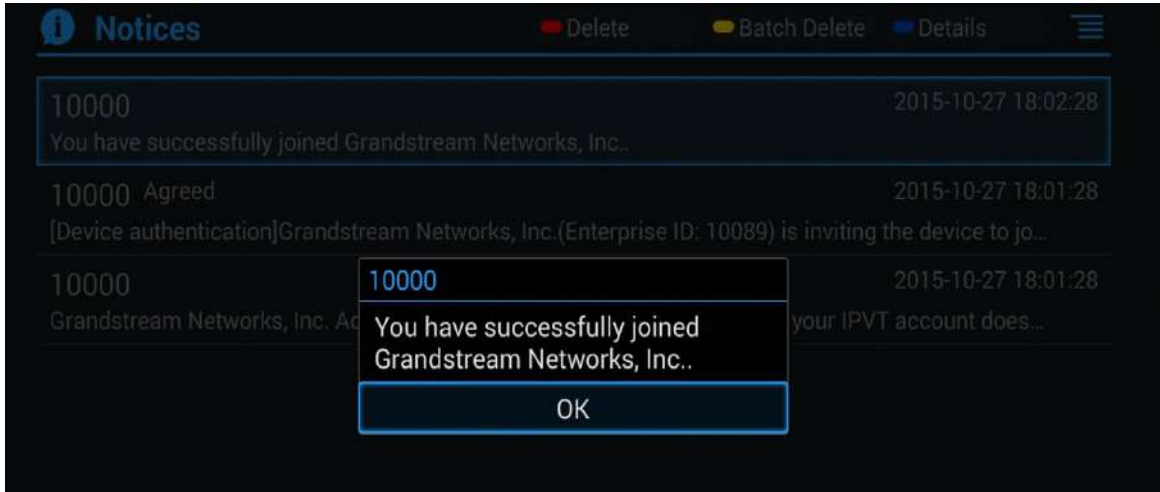 Notices
Delete
Batch Delete
Details
10000
2015-10-27 18:02:28
You have successfully joined Grandstream Networks, Inc..
10000 Agreed
2015-10-27 18:01:28
[Device authentication]Grandstream Networks, Inc.(Enterprise ID: 10089) is inviting the device to jo...
10000
2015-10-27 18:01:28
Grandstream Networks, Inc. your IPVT account does...
10000
You have successfully joined
Grandstream Networks, Inc..
OK